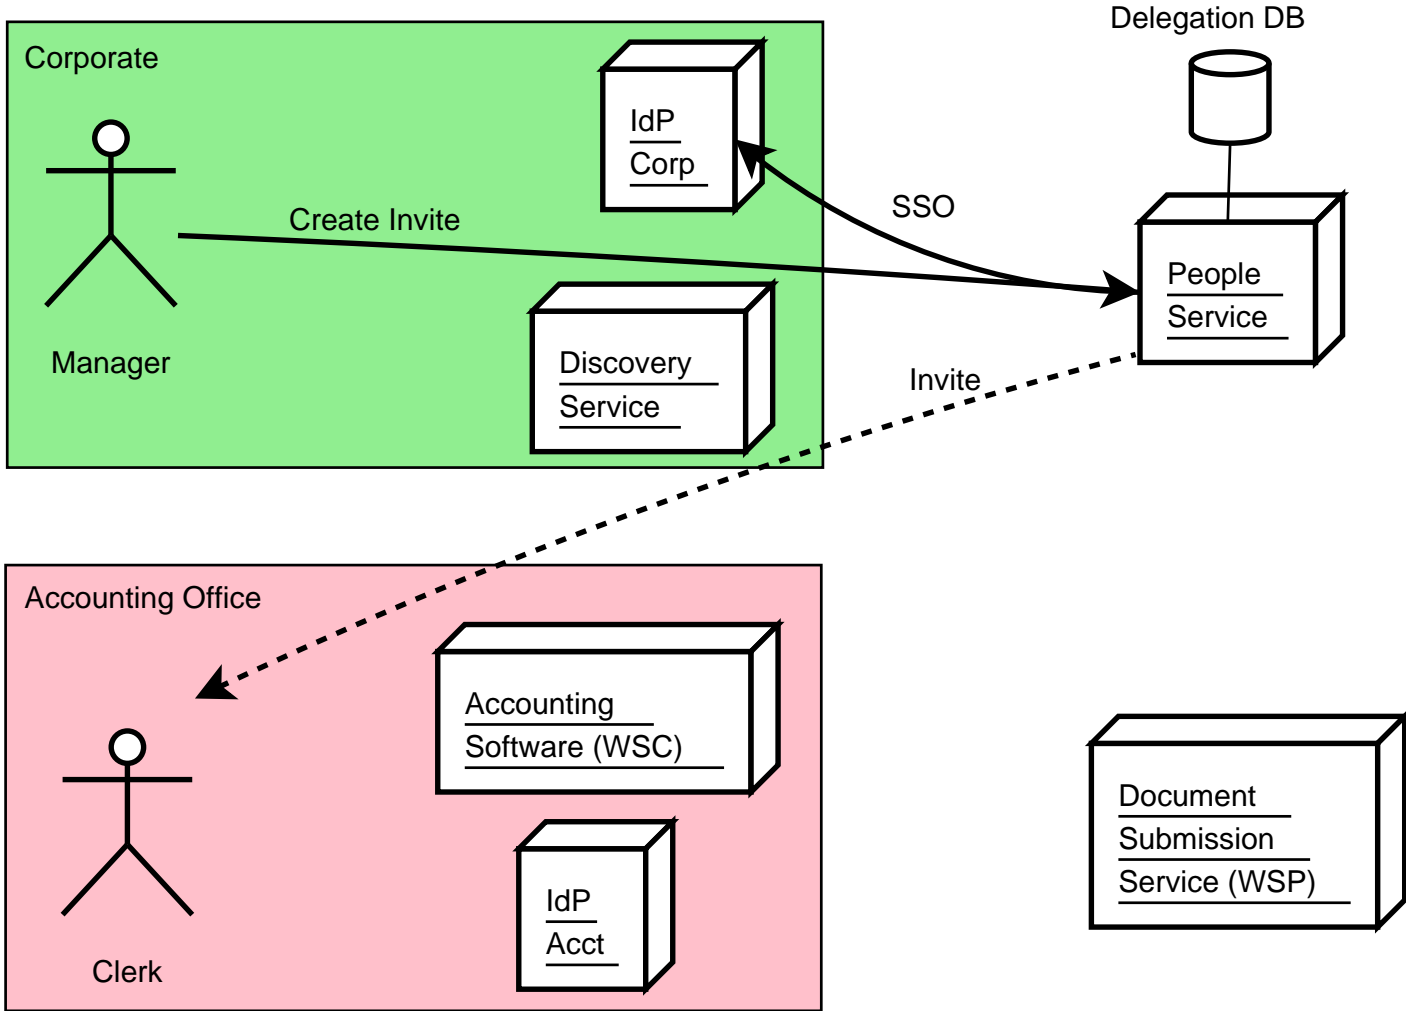 Delegation DB
Corporate
IdP
Corp
SSO
Create Invite
People
Service
Manager
Discovery
Service
Invite
Accounting Office
Accounting
Software (WSC)
Document
Submission
Service (WSP)
IdP
Acct
Clerk